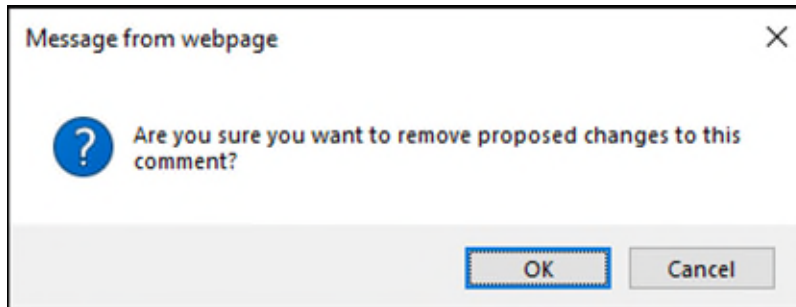 Message from webpage
Are you sure you want to remove proposed changes to this
comment?
OK
Cancel